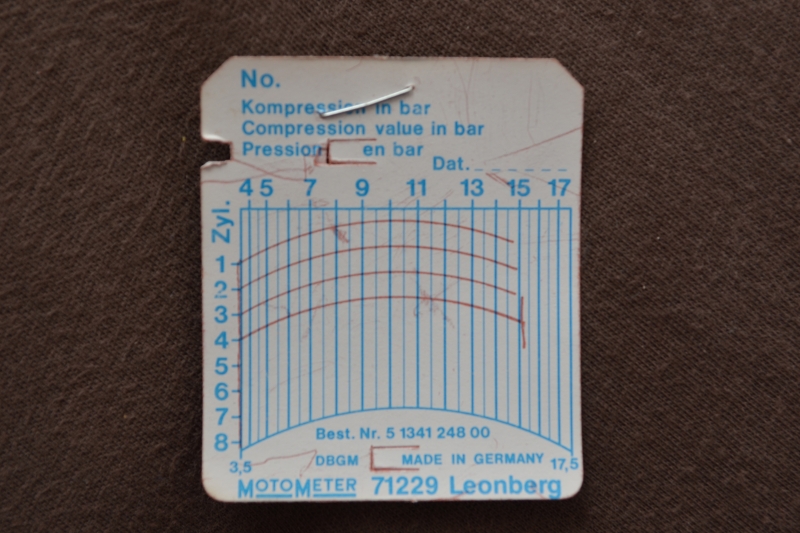 No.
Kompression in bar
Compression value in bar
Pression en bar
Dat.
4 5 7 9 11 13 15 17
Zyl.
1
2
3
4
5
6
7
8
Best. Nr. 5 1341 248 00
3,5 DBGM MADE IN GERMANY 17,5
MOTOMETER 71229 Leonberg